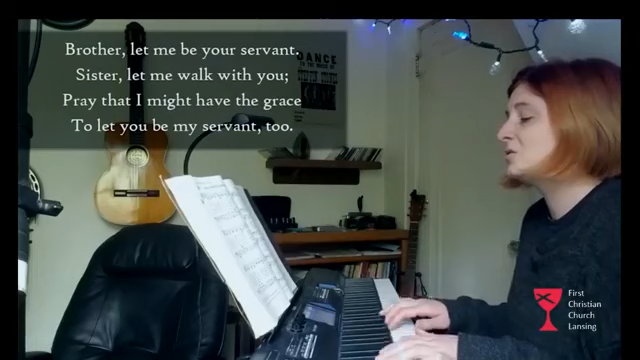 Brother, let me be your servant.
Sister, let me walk with you;
Pray that I might have the grace
To let you be my servant, too.
DANCE
First
Christian
Church
Lansing